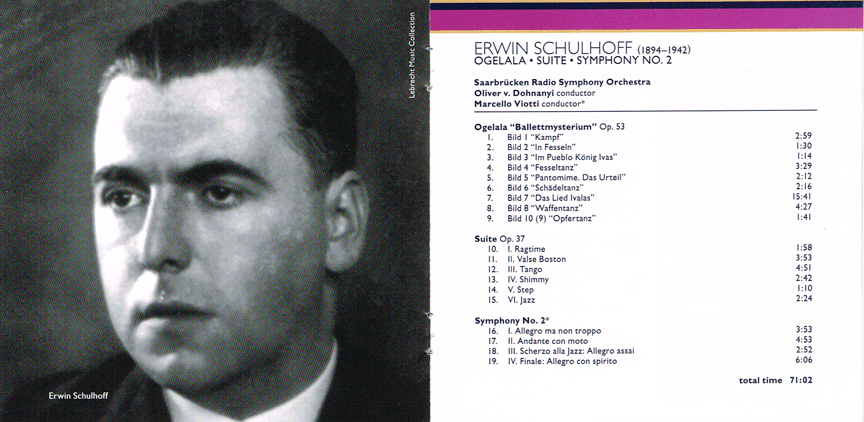 Lebrecht Music Collection
Erwin Schulhoff
ERWIN SCHULHOFF (1894–1942)
OGELALA • SUITE • SYMPHONY NO. 2
Saarbrücken Radio Symphony Orchestra
Oliver v. Dohnanyi conductor
Marcello Viotti conductor*
Ogelala "Ballettmysterium" Op. 53
1. Bild 1 "Kampf" 2:59
2. Bild 2 "In Fesseln" 1:30
3. Bild 3 "Im Pueblo König Ivas" 1:14
4. Bild 4 "Fesseltanz" 3:29
5. Bild 5 "Pantomime. Das Urteil" 2:12
6. Bild 6 "Schädeltanz" 2:16
7. Bild 7 "Das Lied Ivalas" 15:41
8. Bild 8 "Waffentanz" 4:27
9. Bild 10 (9) "Opfertanz" 1:41
Suite Op. 37
10. I. Ragtime 1:58
11. II. Valse Boston 3:53
12. III. Tango 4:51
13. IV. Shimmy 2:42
14. V. Step 1:10
15. VI. Jazz 2:24
Symphony No. 2*
16. I. Allegro ma non troppo 3:53
17. II. Andante con moto 4:53
18. III. Scherzo alla Jazz: Allegro assai 2:52
19. IV. Finale: Allegro con spirito 6:06
total time 71:02